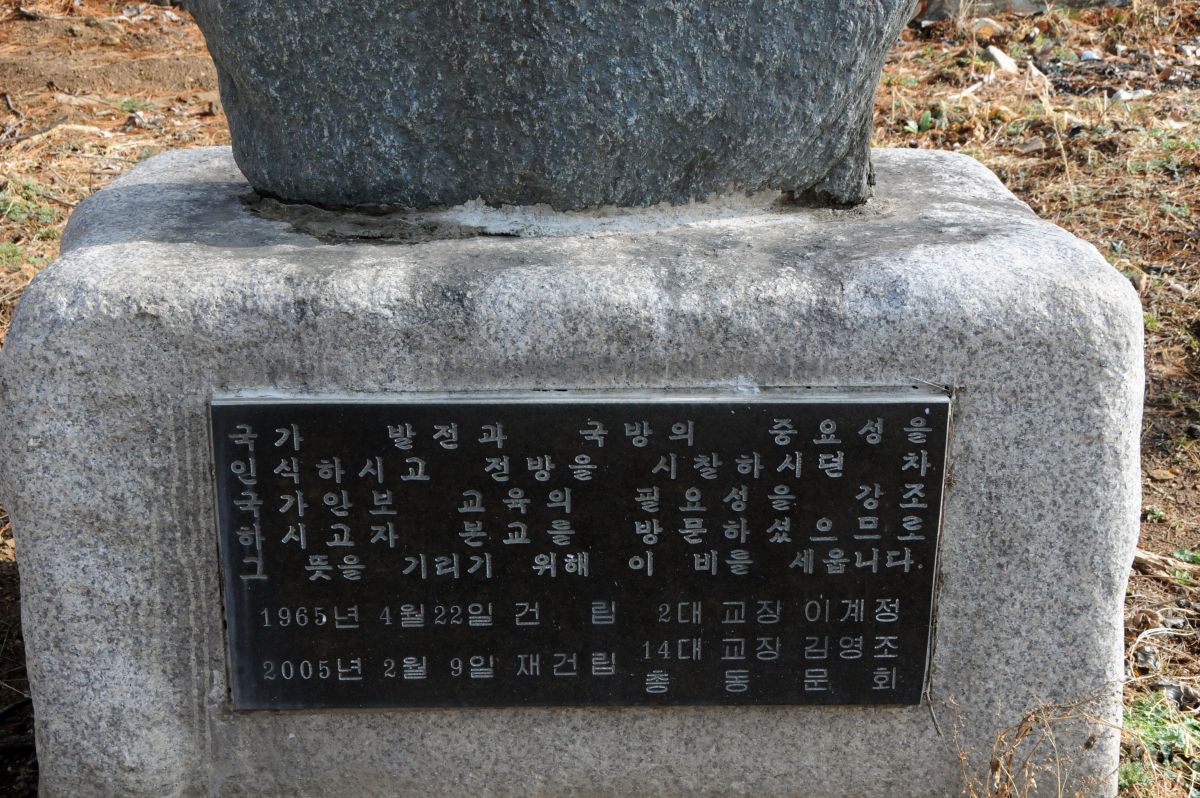 국가 발점과 국방의 중요성을
인식하시고 전방을 시찰하시던 차
국가안보 교육의 필요성을 강조
하시고자 본교를 방문하셨으므로
그 뜻을 기리기 위해 이 비를 세웁니다.
1965년 4월 22일 건 립 2대 교장 이계정
2005년 2월 9일 재건립 14대 교장 김영조
총 동 문 회